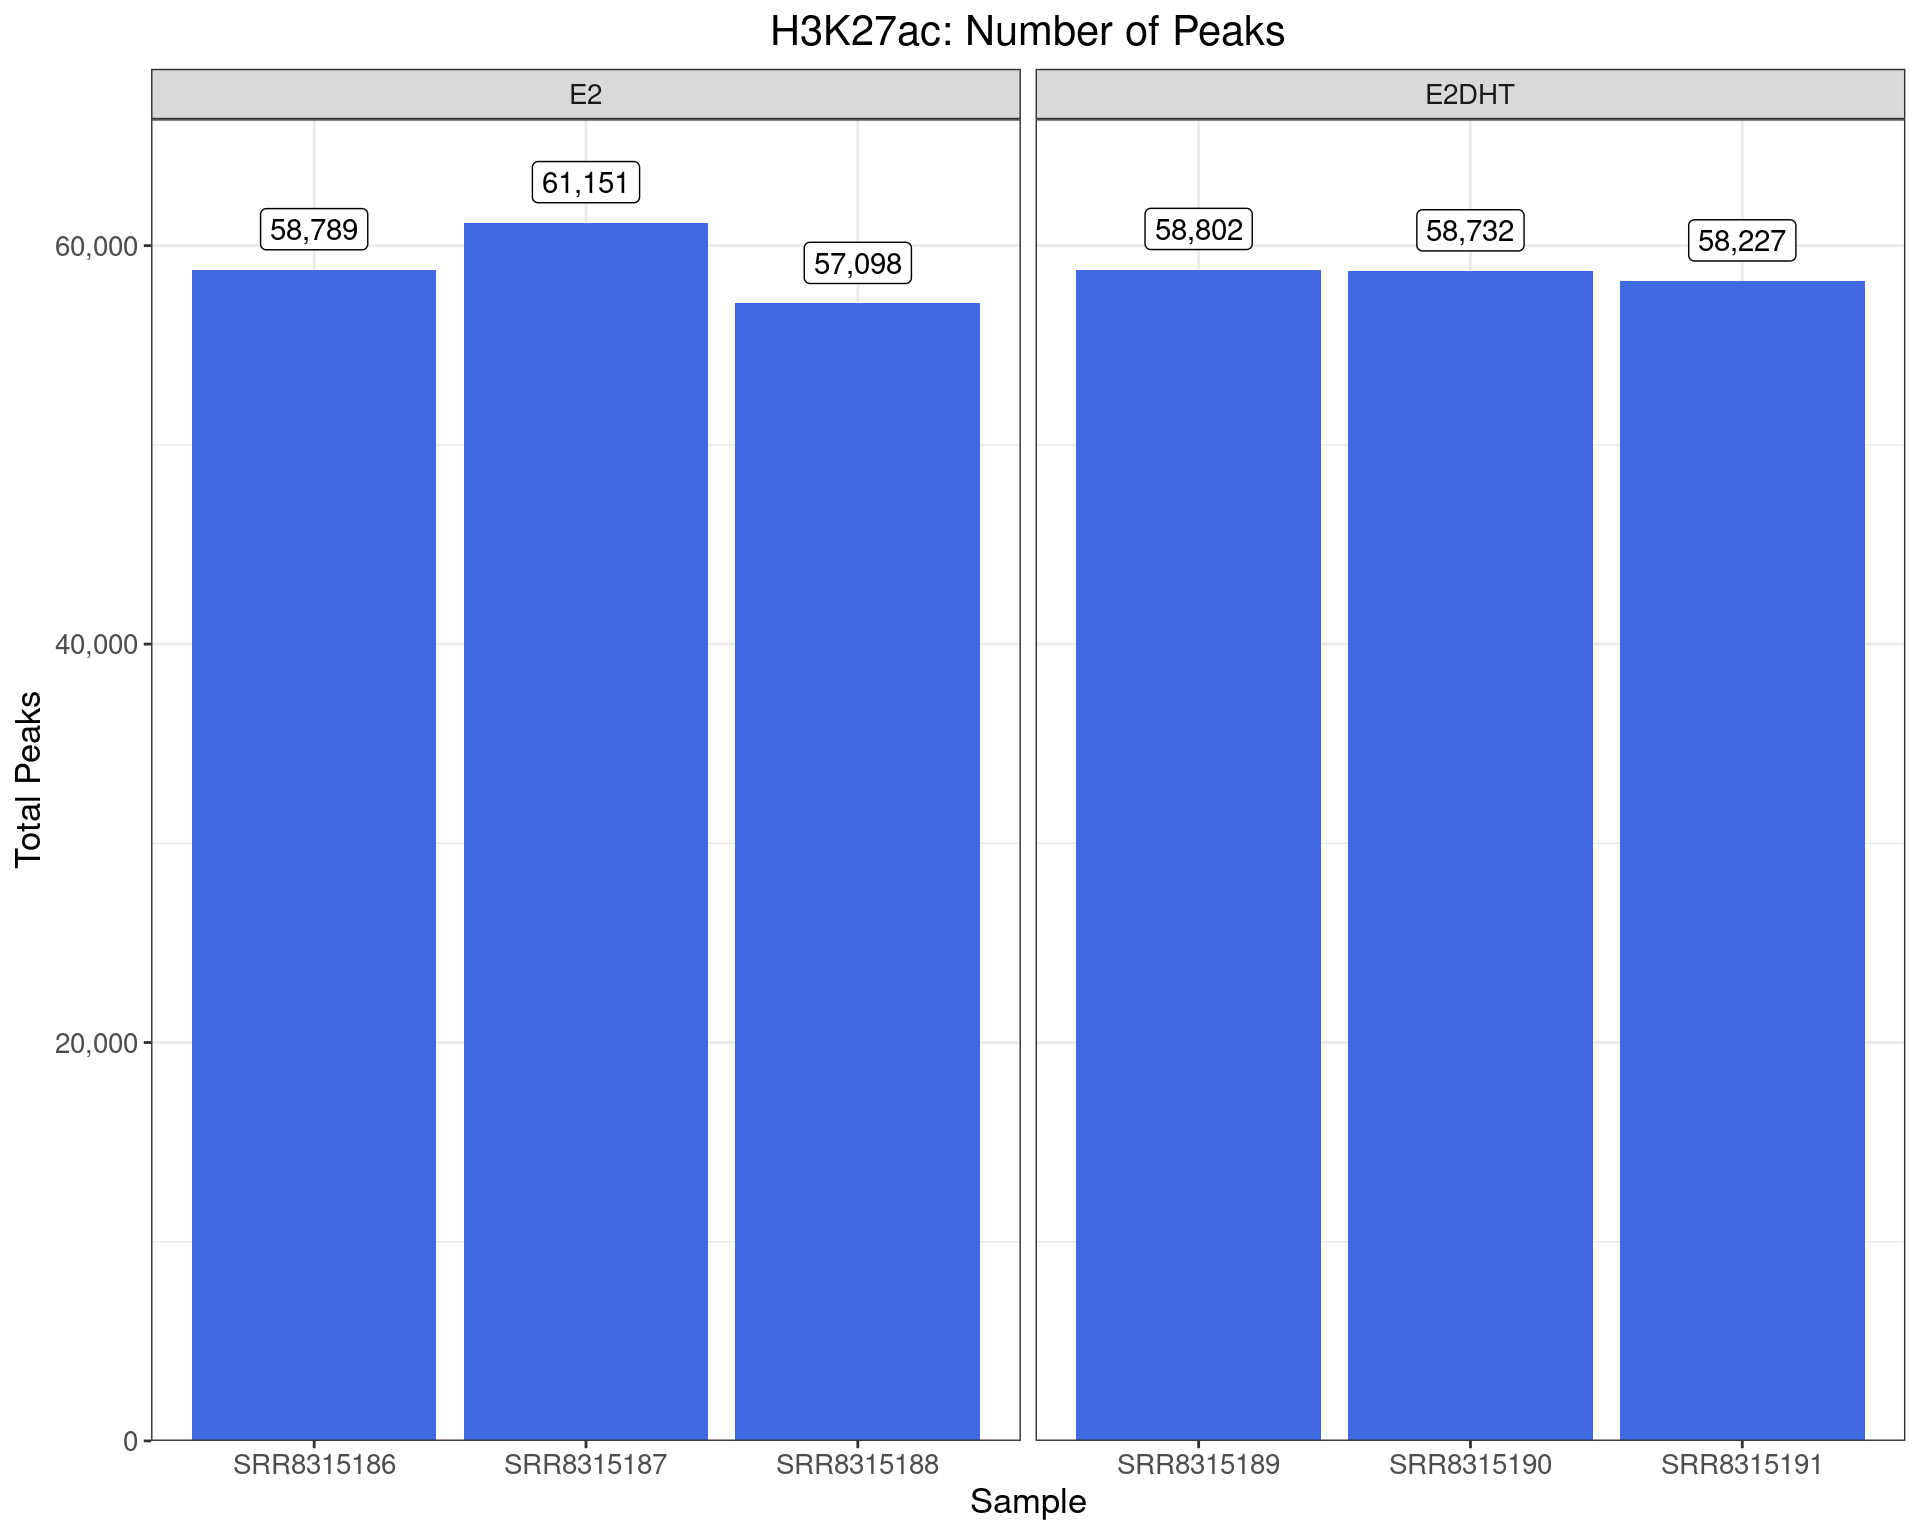 H3K27ac: Number of Peaks
E2
E2DHT
58,789
61,151
57,098
58,802
58,732
58,227
60,000
40,000
20,000
0
Total Peaks
SRR8315186
SRR8315187
SRR8315188
SRR8315189
SRR8315190
SRR8315191
Sample